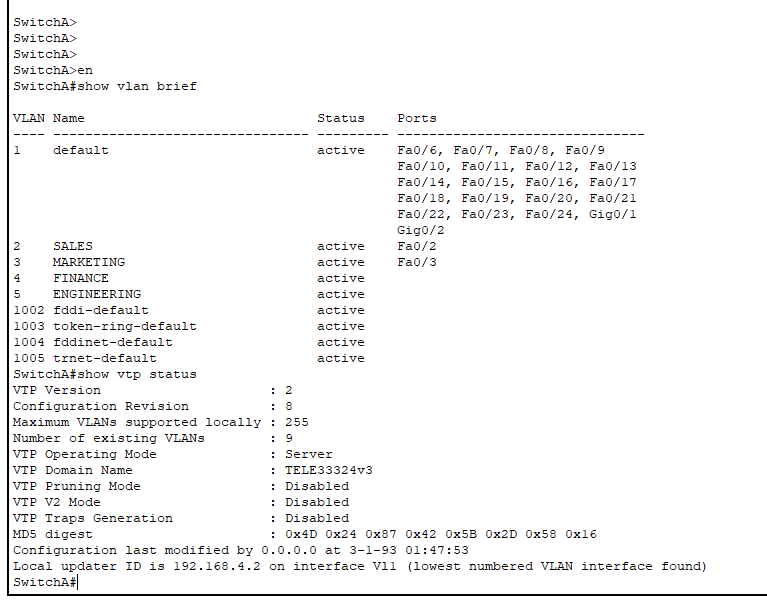 SwitchA>
SwitchA>
SwitchA>
SwitchA>en
SwitchA#show vlan brief
VLAN Name                             Status    Ports
---- -------------------------------- --------- -------------------------------
1    default                          active    Fa0/6, Fa0/7, Fa0/8, Fa0/9
                                                Fa0/10, Fa0/11, Fa0/12, Fa0/13
                                                Fa0/14, Fa0/15, Fa0/16, Fa0/17
                                                Fa0/18, Fa0/19, Fa0/20, Fa0/21
                                                Fa0/22, Fa0/23, Fa0/24, Gig0/1
                                                Gig0/2
2    SALES                            active    Fa0/2
3    MARKETING                        active    Fa0/3
4    FINANCE                          active
5    ENGINEERING                      active
1002 fddi-default                     active
1003 token-ring-default               active
1004 fddinet-default                  active
1005 trnet-default                    active
SwitchA#show vtp status
VTP Version                     : 2
Configuration Revision          : 8
Maximum VLANs supported locally : 255
Number of existing VLANs        : 9
VTP Operating Mode              : Server
VTP Domain Name                 : TELE33324v3
VTP Pruning Mode                : Disabled
VTP V2 Mode                     : Disabled
VTP Traps Generation            : Disabled
MD5 digest                      : 0x4D 0x24 0x87 0x42 0x5B 0x2D 0x58 0x16
Configuration last modified by 0.0.0.0 at 3-1-93 01:47:53
Local updater ID is 192.168.4.2 on interface Vl1 (lowest numbered VLAN interface found)
SwitchA#